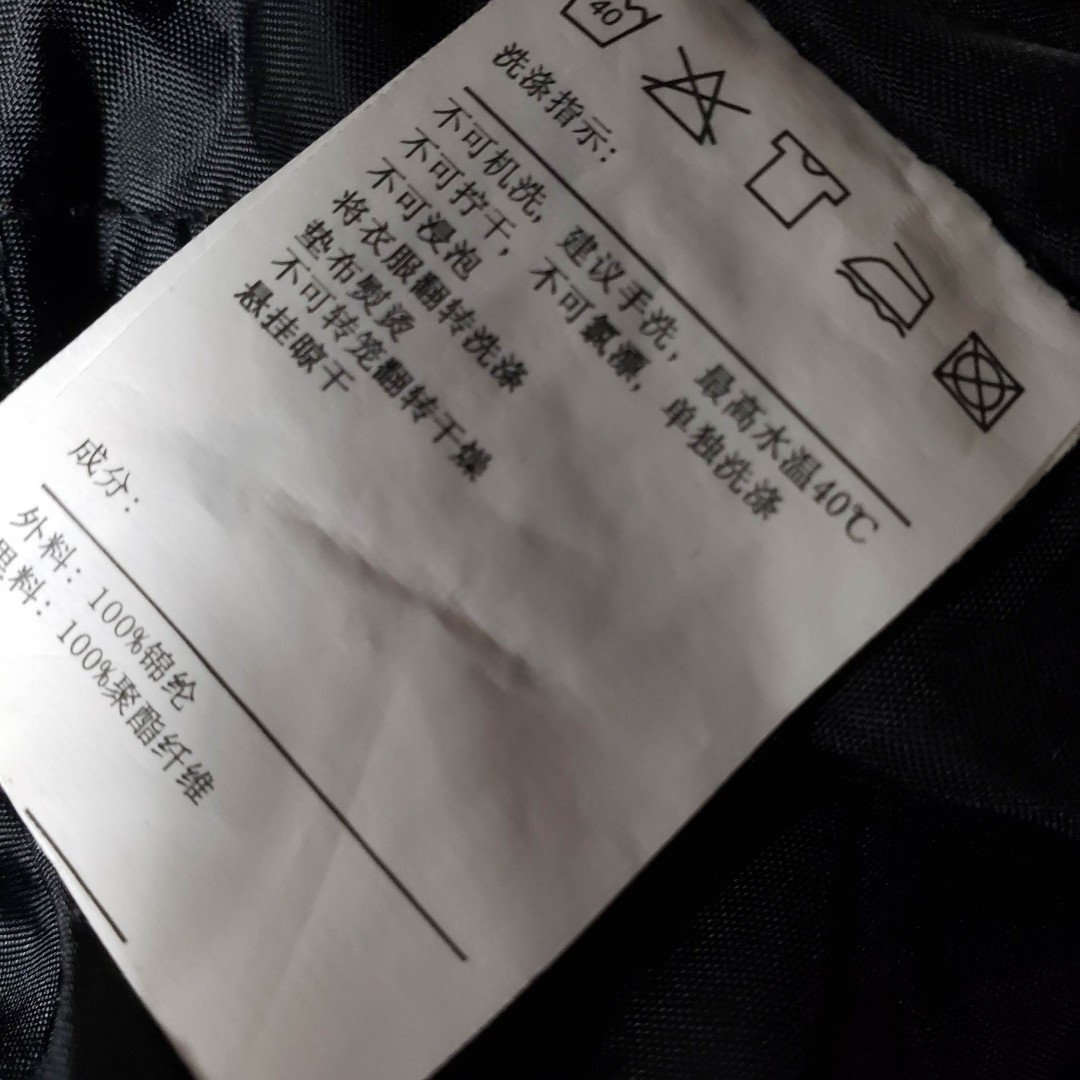 40
洗涤指示:
不可机洗, 建议手洗, 最高水温40℃
不可拧干, 不可氯漂, 单独洗涤
不可浸泡
将衣服翻转洗涤
垫布熨烫
不可转笼翻转干燥
悬挂晾干
成分:
外料: 100%锦纶
里料: 100%聚酯纤维